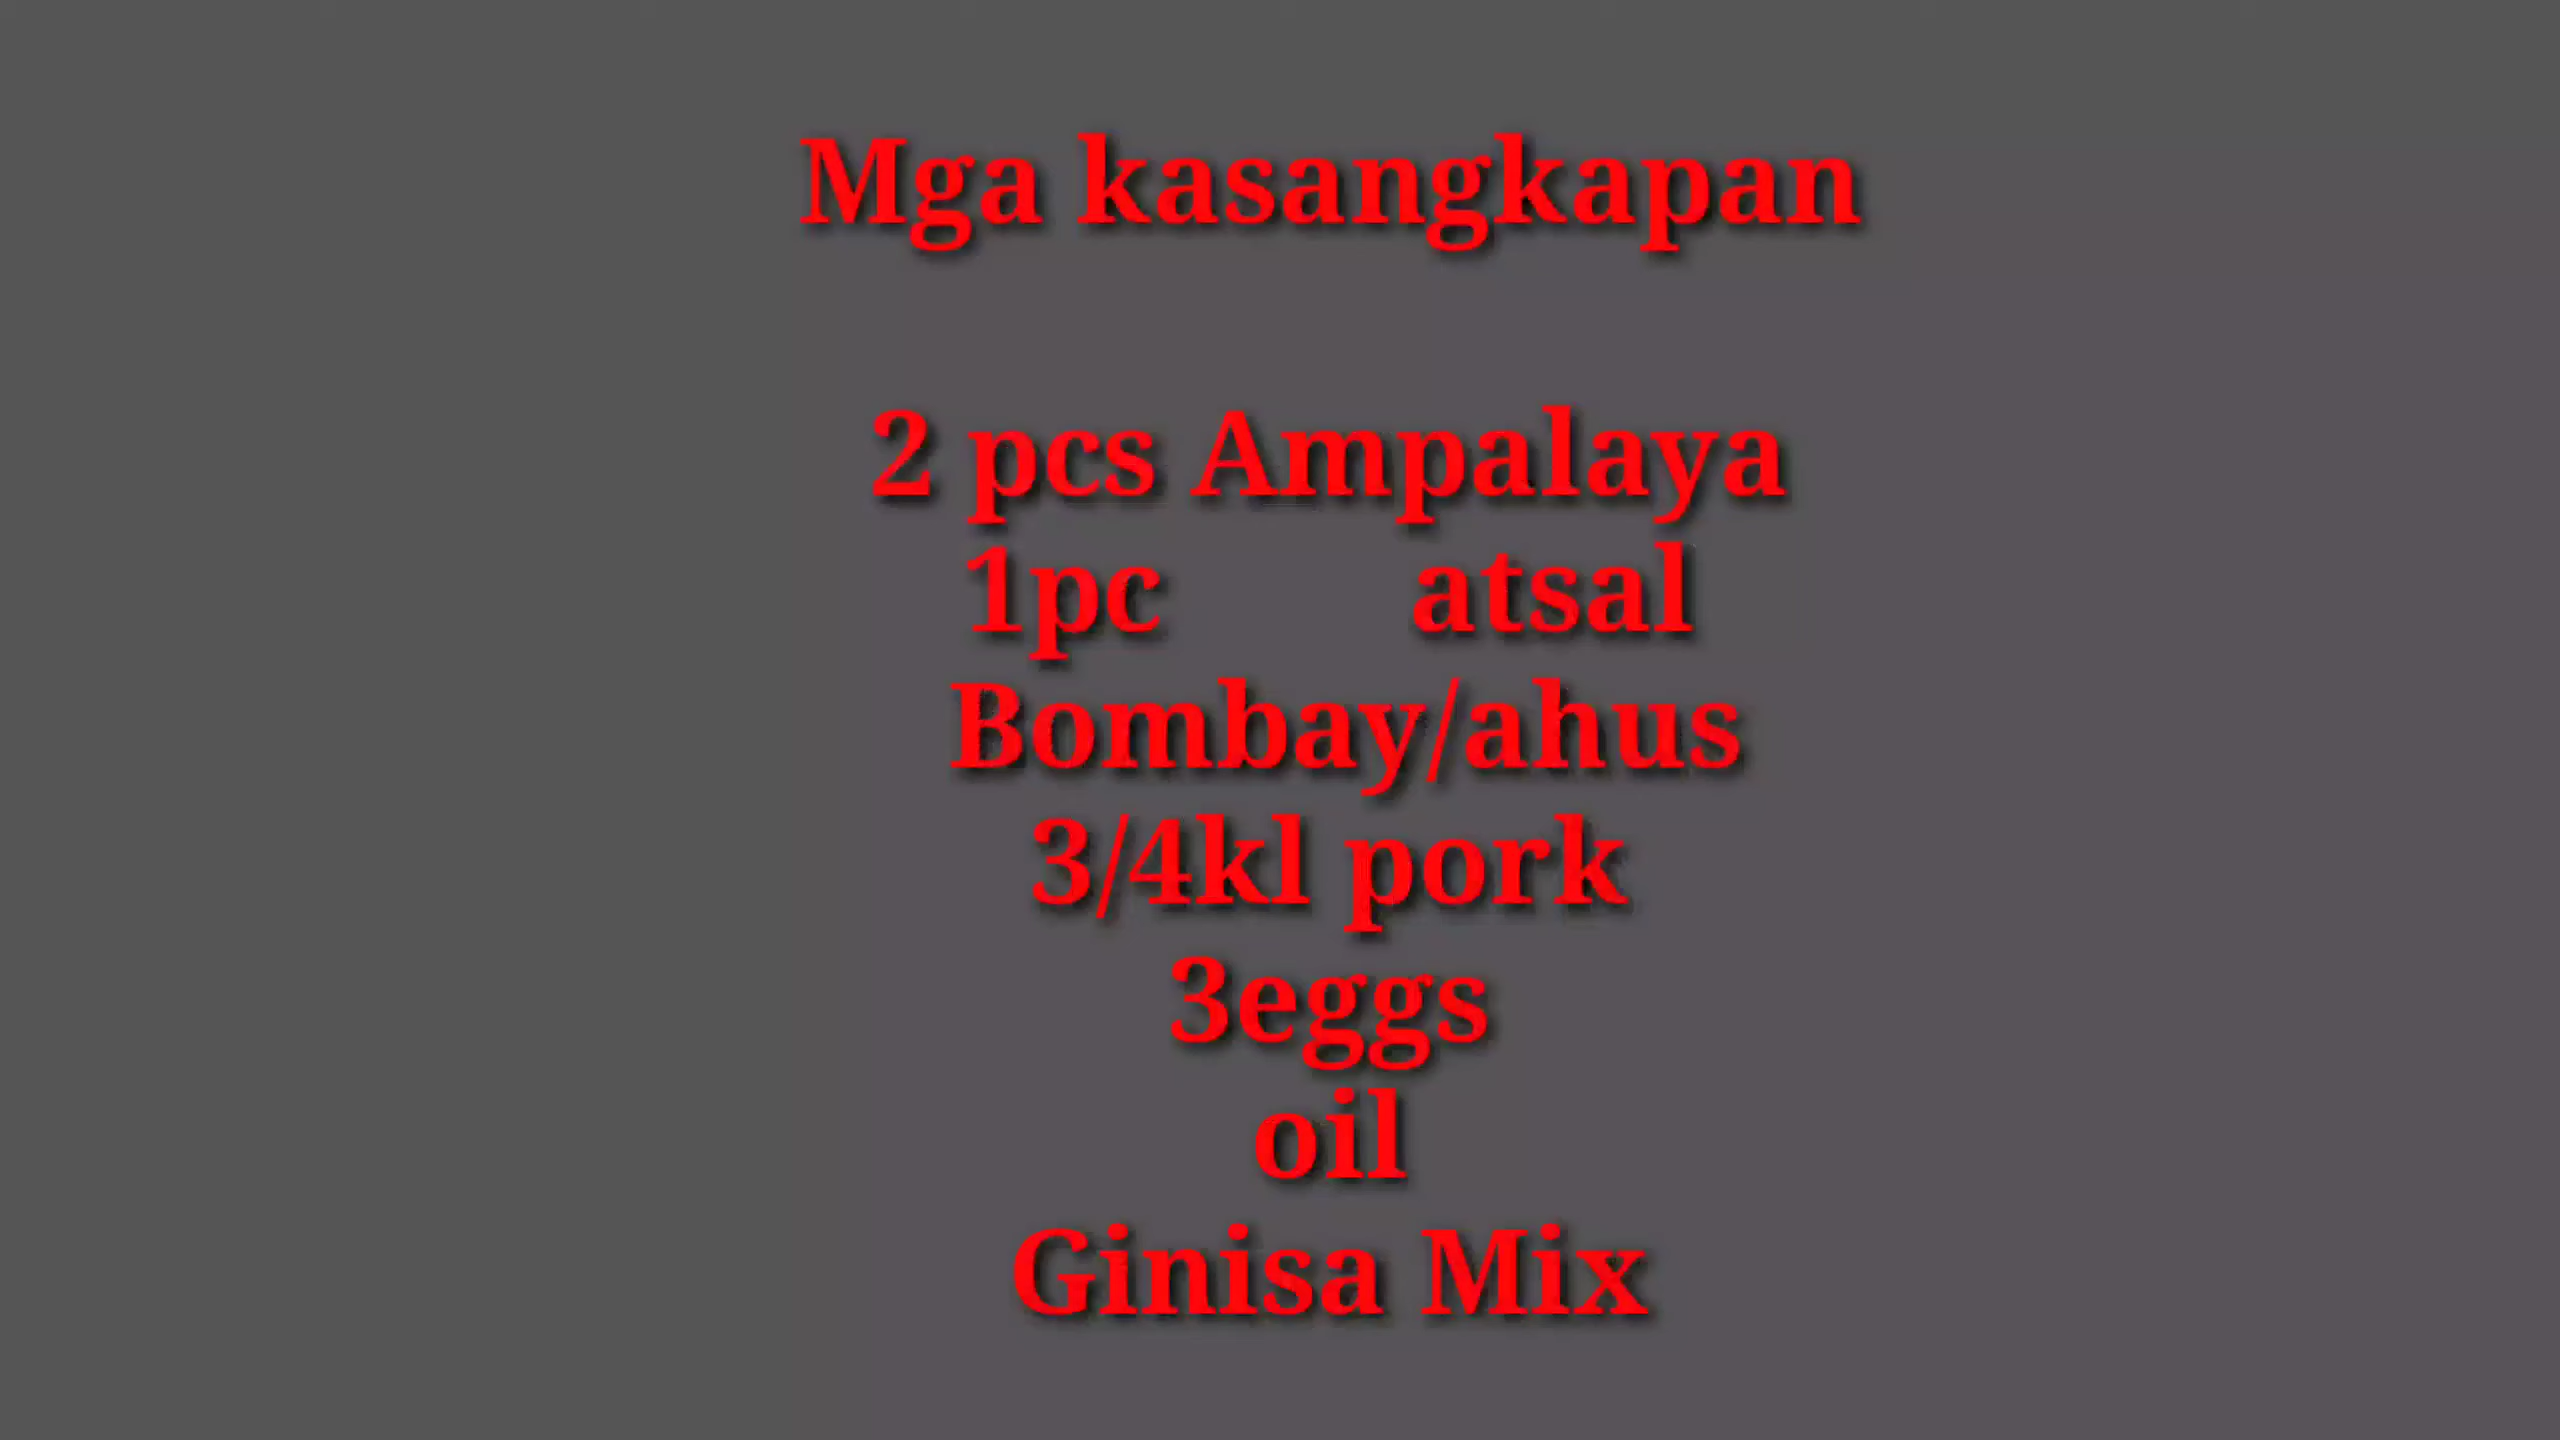 Mga kasangkapan
2 pcs Ampalaya
1pc atsal
Bombay/ahus
3/4kl pork
3eggs
oil
Ginisa Mix